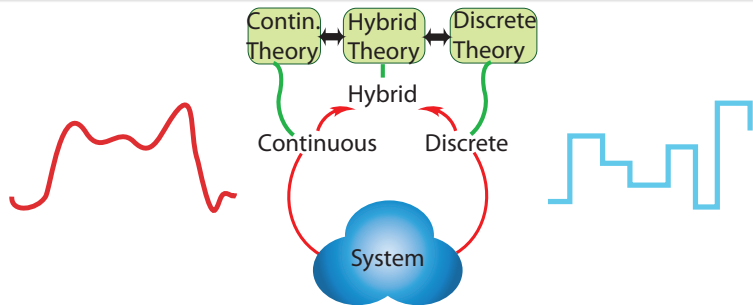 Contin.
Theory
Hybrid
Theory
Discrete
Theory
Hybrid
Continuous
Discrete
System